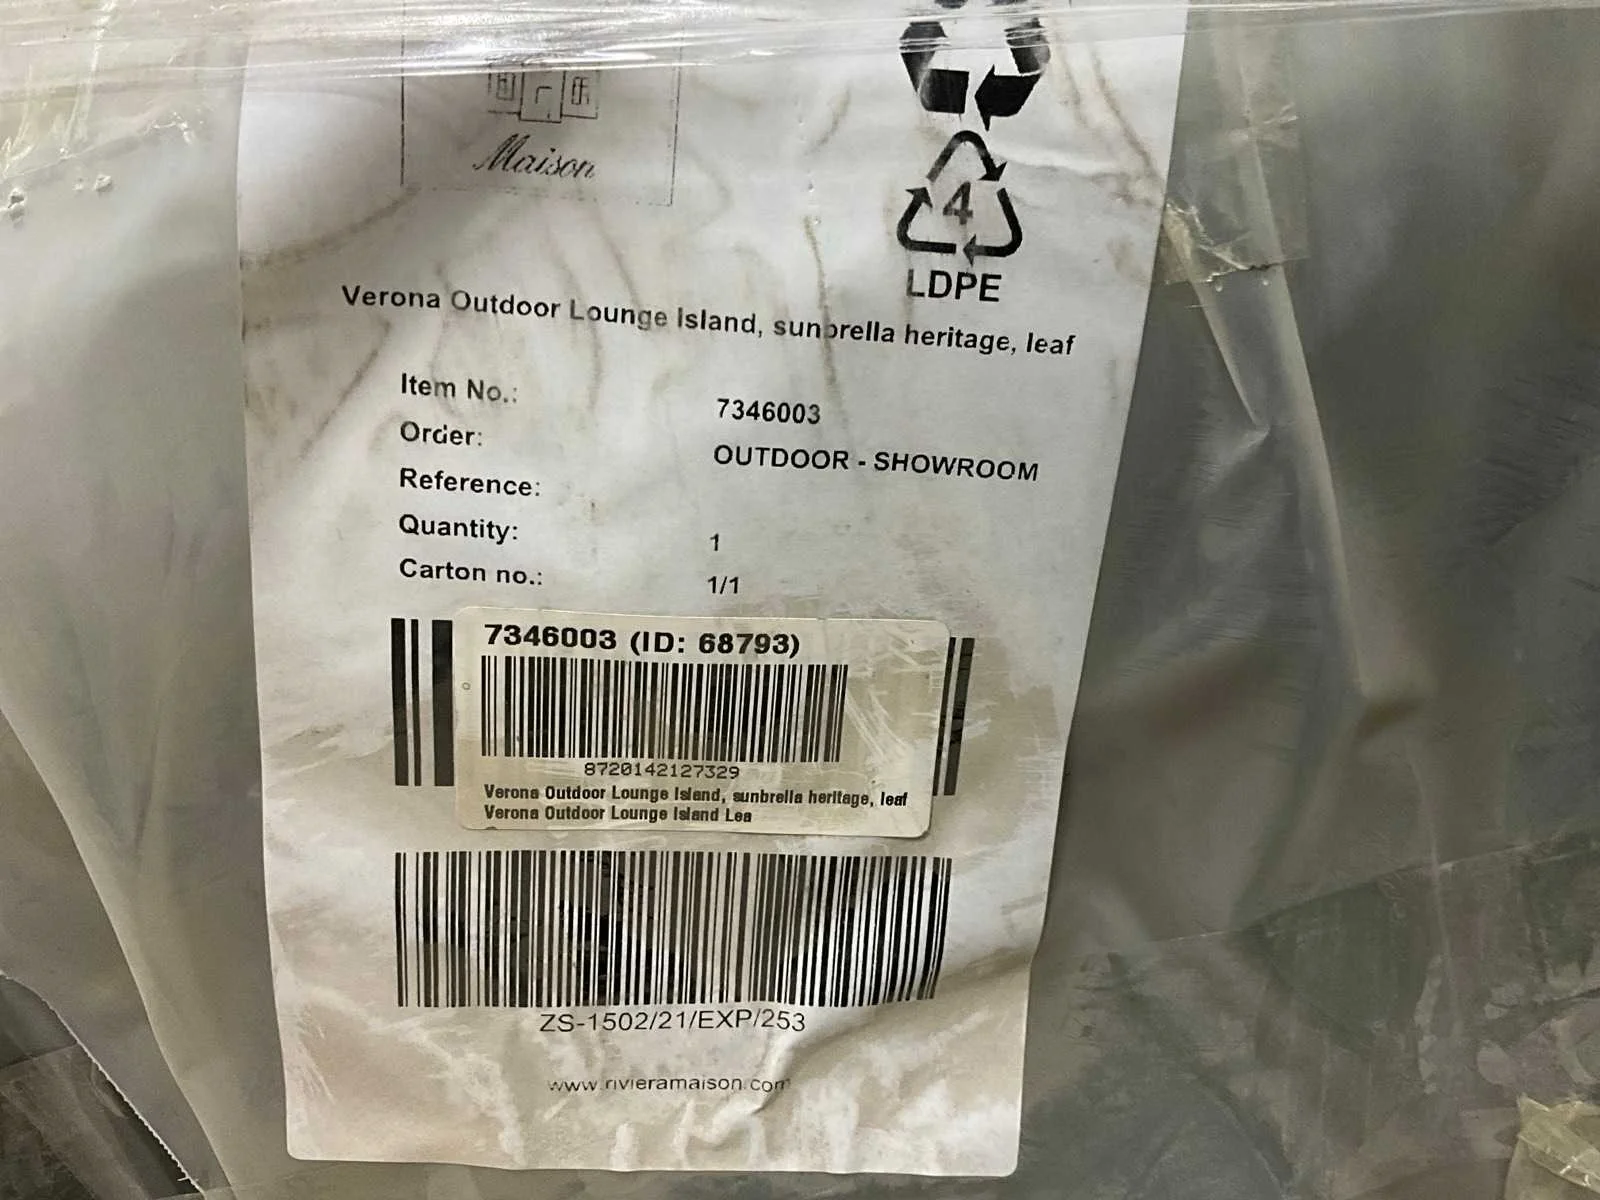 Maison
4
LDPE
Verona Outdoor Lounge Island, sunbrella heritage, leaf
Item No.: 7346003
Order: OUTDOOR - SHOWROOM
Reference:
Quantity: 1
Carton no.: 1/1
7346003 (ID: 68793)
8720142127329
Verona Outdoor Lounge Island, sunbrella heritage, leaf
Verona Outdoor Lounge Island Lea
ZS-1502/21/EXP/253
www.rivieramaison.com